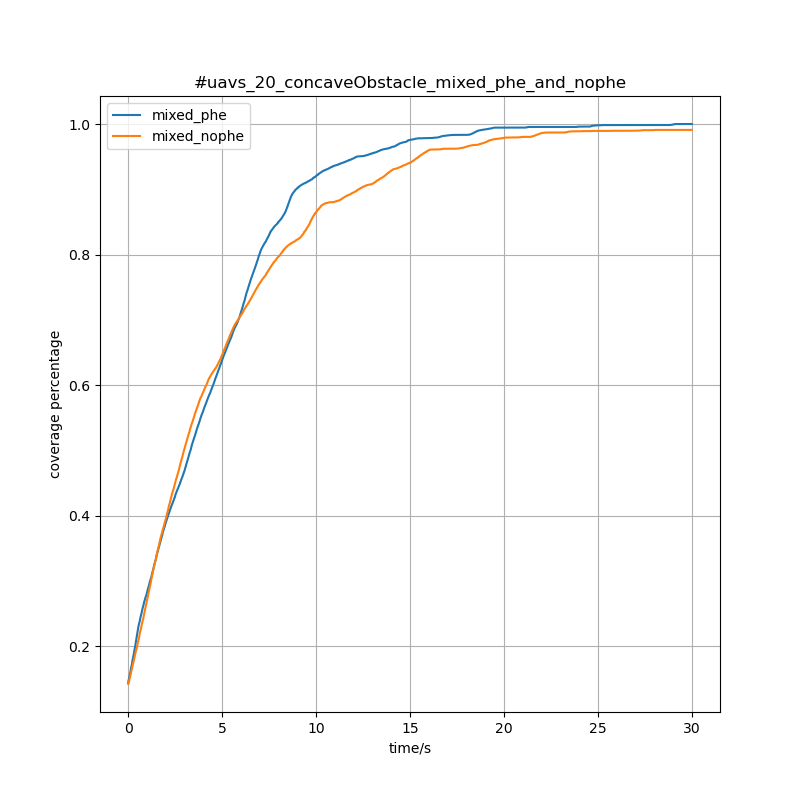 #uavs_20_concaveObstacle_mixed_phe_and_nophe
mixed_phe
mixed_nophe
1.0
0.8
0.6
0.4
0.2
coverage percentage
0 5 10 15 20 25 30
time/s